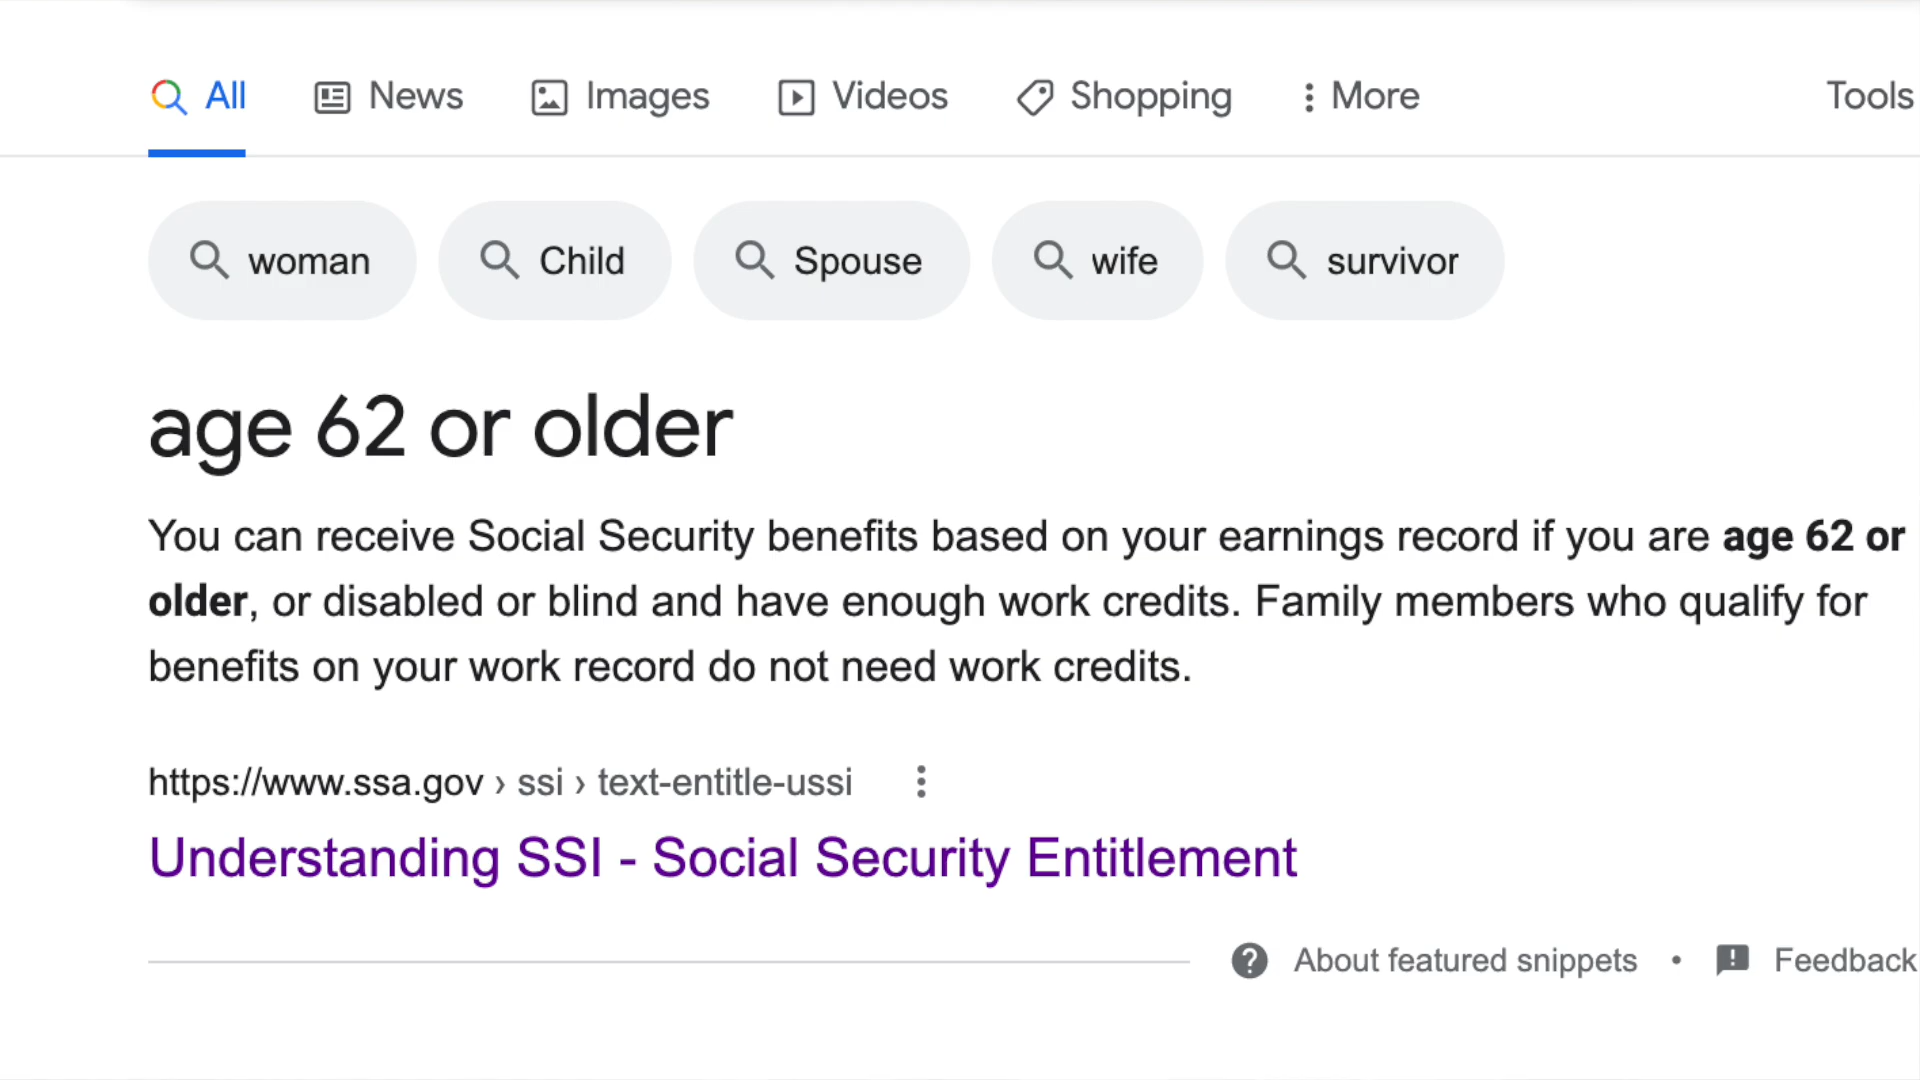 All News Images Videos Shopping More Tools
woman Child Spouse wife survivor
age 62 or older
You can receive Social Security benefits based on your earnings record if you are age 62 or
older, or disabled or blind and have enough work credits. Family members who qualify for
benefits on your work record do not need work credits.
https://www.ssa.gov › ssi › text-entitle-ussi
Understanding SSI - Social Security Entitlement
About featured snippets • Feedback